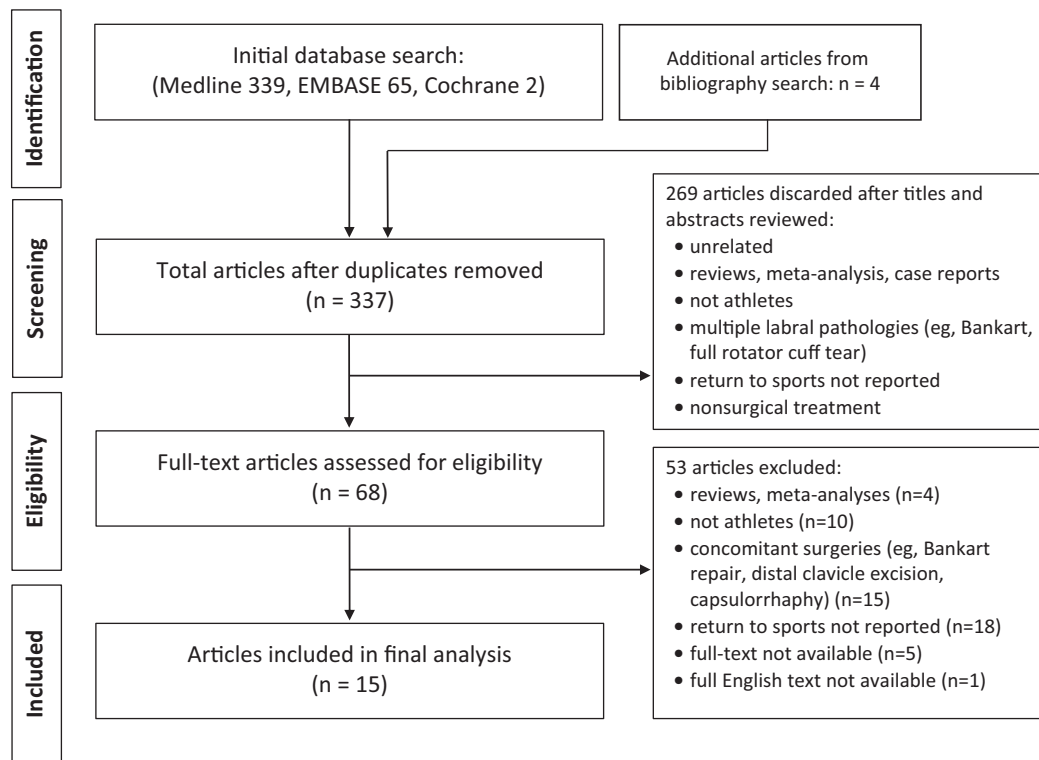 Identification
Initial database search:
(Medline 339, EMBASE 65, Cochrane 2)
Additional articles from
bibliography search: n = 4
Screening
Total articles after duplicates removed
(n = 337)
269 articles discarded after titles and
abstracts reviewed:
• unrelated
• reviews, meta-analysis, case reports
• not athletes
• multiple labral pathologies (eg, Bankart,
full rotator cuff tear)
• return to sports not reported
• nonsurgical treatment
Eligibility
Full-text articles assessed for eligibility
(n = 68)
53 articles excluded:
• reviews, meta-analyses (n=4)
• not athletes (n=10)
• concomitant surgeries (eg, Bankart
repair, distal clavicle excision,
capsulorrhaphy) (n=15)
• return to sports not reported (n=18)
• full-text not available (n=5)
• full English text not available (n=1)
Included
Articles included in final analysis
(n = 15)